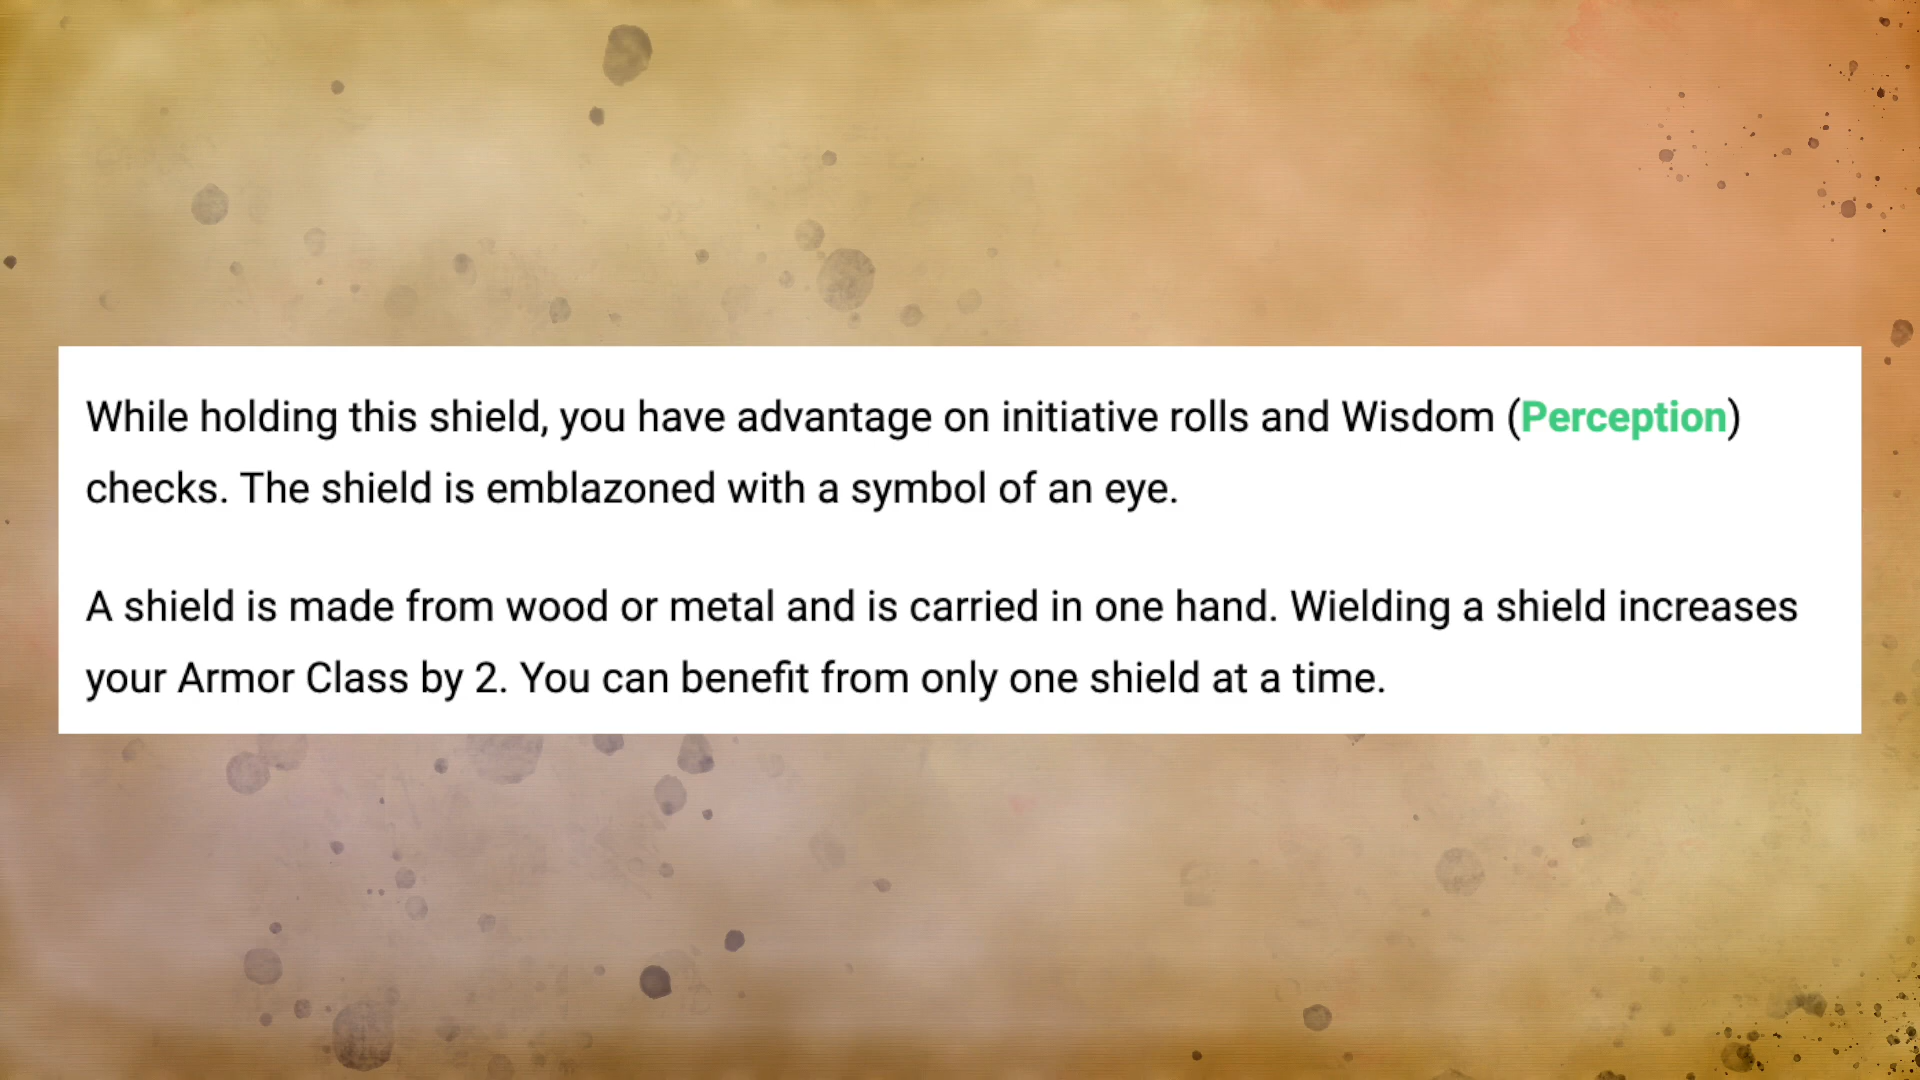 While holding this shield, you have advantage on initiative rolls and Wisdom (Perception)
checks. The shield is emblazoned with a symbol of an eye.
A shield is made from wood or metal and is carried in one hand. Wielding a shield increases
your Armor Class by 2. You can benefit from only one shield at a time.